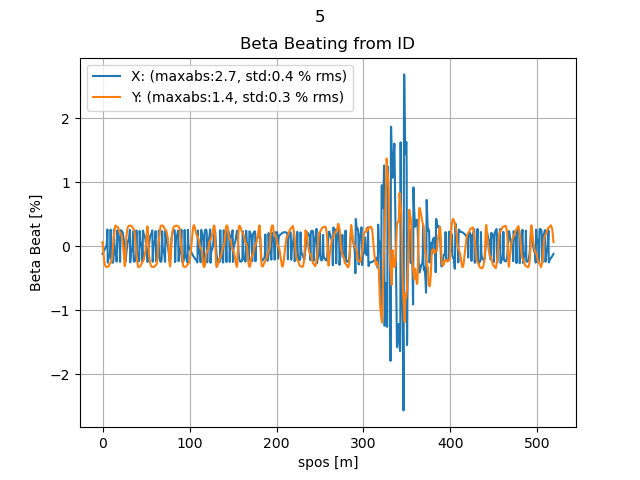 5
Beta Beating from ID
X: (maxabs:2.7, std:0.4 % rms)
Y: (maxabs:1.4, std:0.3 % rms)
2
1
0
−1
−2
Beta Beat [%]
0 100 200 300 400 500
spos [m]